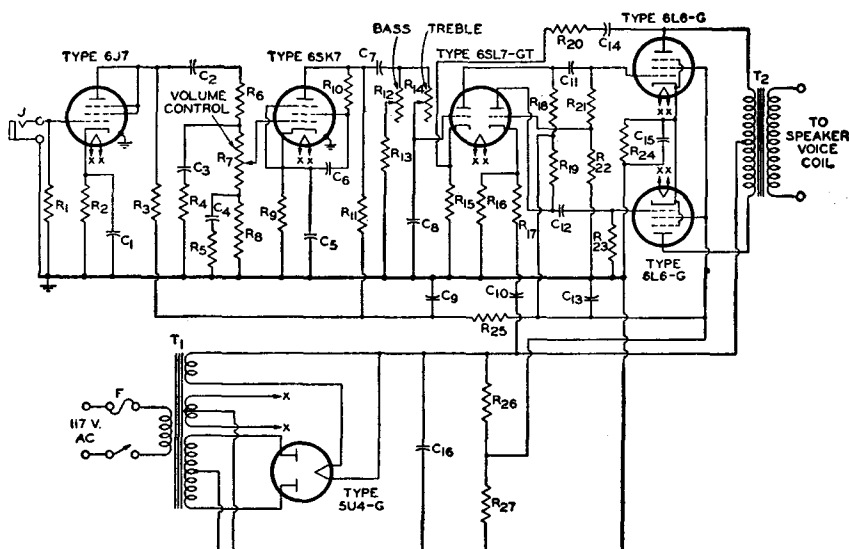 TYPE 6L6-G
BASS TREBLE
R20 C14
TYPE 6J7
TYPE 6SK7
C7
TYPE 6SL7-GT
T2
C2
C11
VOLUME CONTROL
R6
R10
R12
R14
R18
R21
J
R7
C15
R24
TO SPEAKER VOICE COIL
C3
R13
C6
R19
R22
R1
R2
R3
R4
C4
R8
R9
R11
C8
R15
R16
R17
C12
R23
C1
R5
C5
TYPE 6L6-G
C9
C10
C13
R25
T1
F
X
117 V. AC
X
R26
C16
TYPE 5U4-G
R27
X X
X X
X X
X X
X X